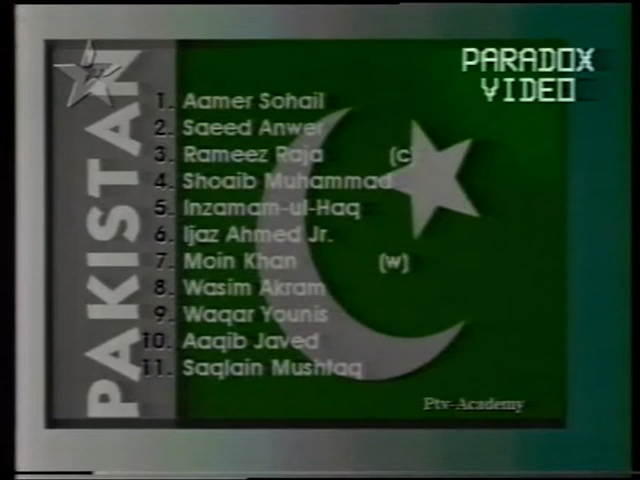 PARADOX
VIDEO
PAKISTAN
1. Aamer Sohail
2. Saeed Anwer
3. Rameez Raja (c)
4. Shoaib Muhammad
5. Inzamam-ul-Haq
6. Ijaz Ahmed Jr.
7. Moin Khan (w)
8. Wasim Akram
9. Waqar Younis
10. Aaqib Javed
11. Saqlain Mushtaq
Ptv-Academy